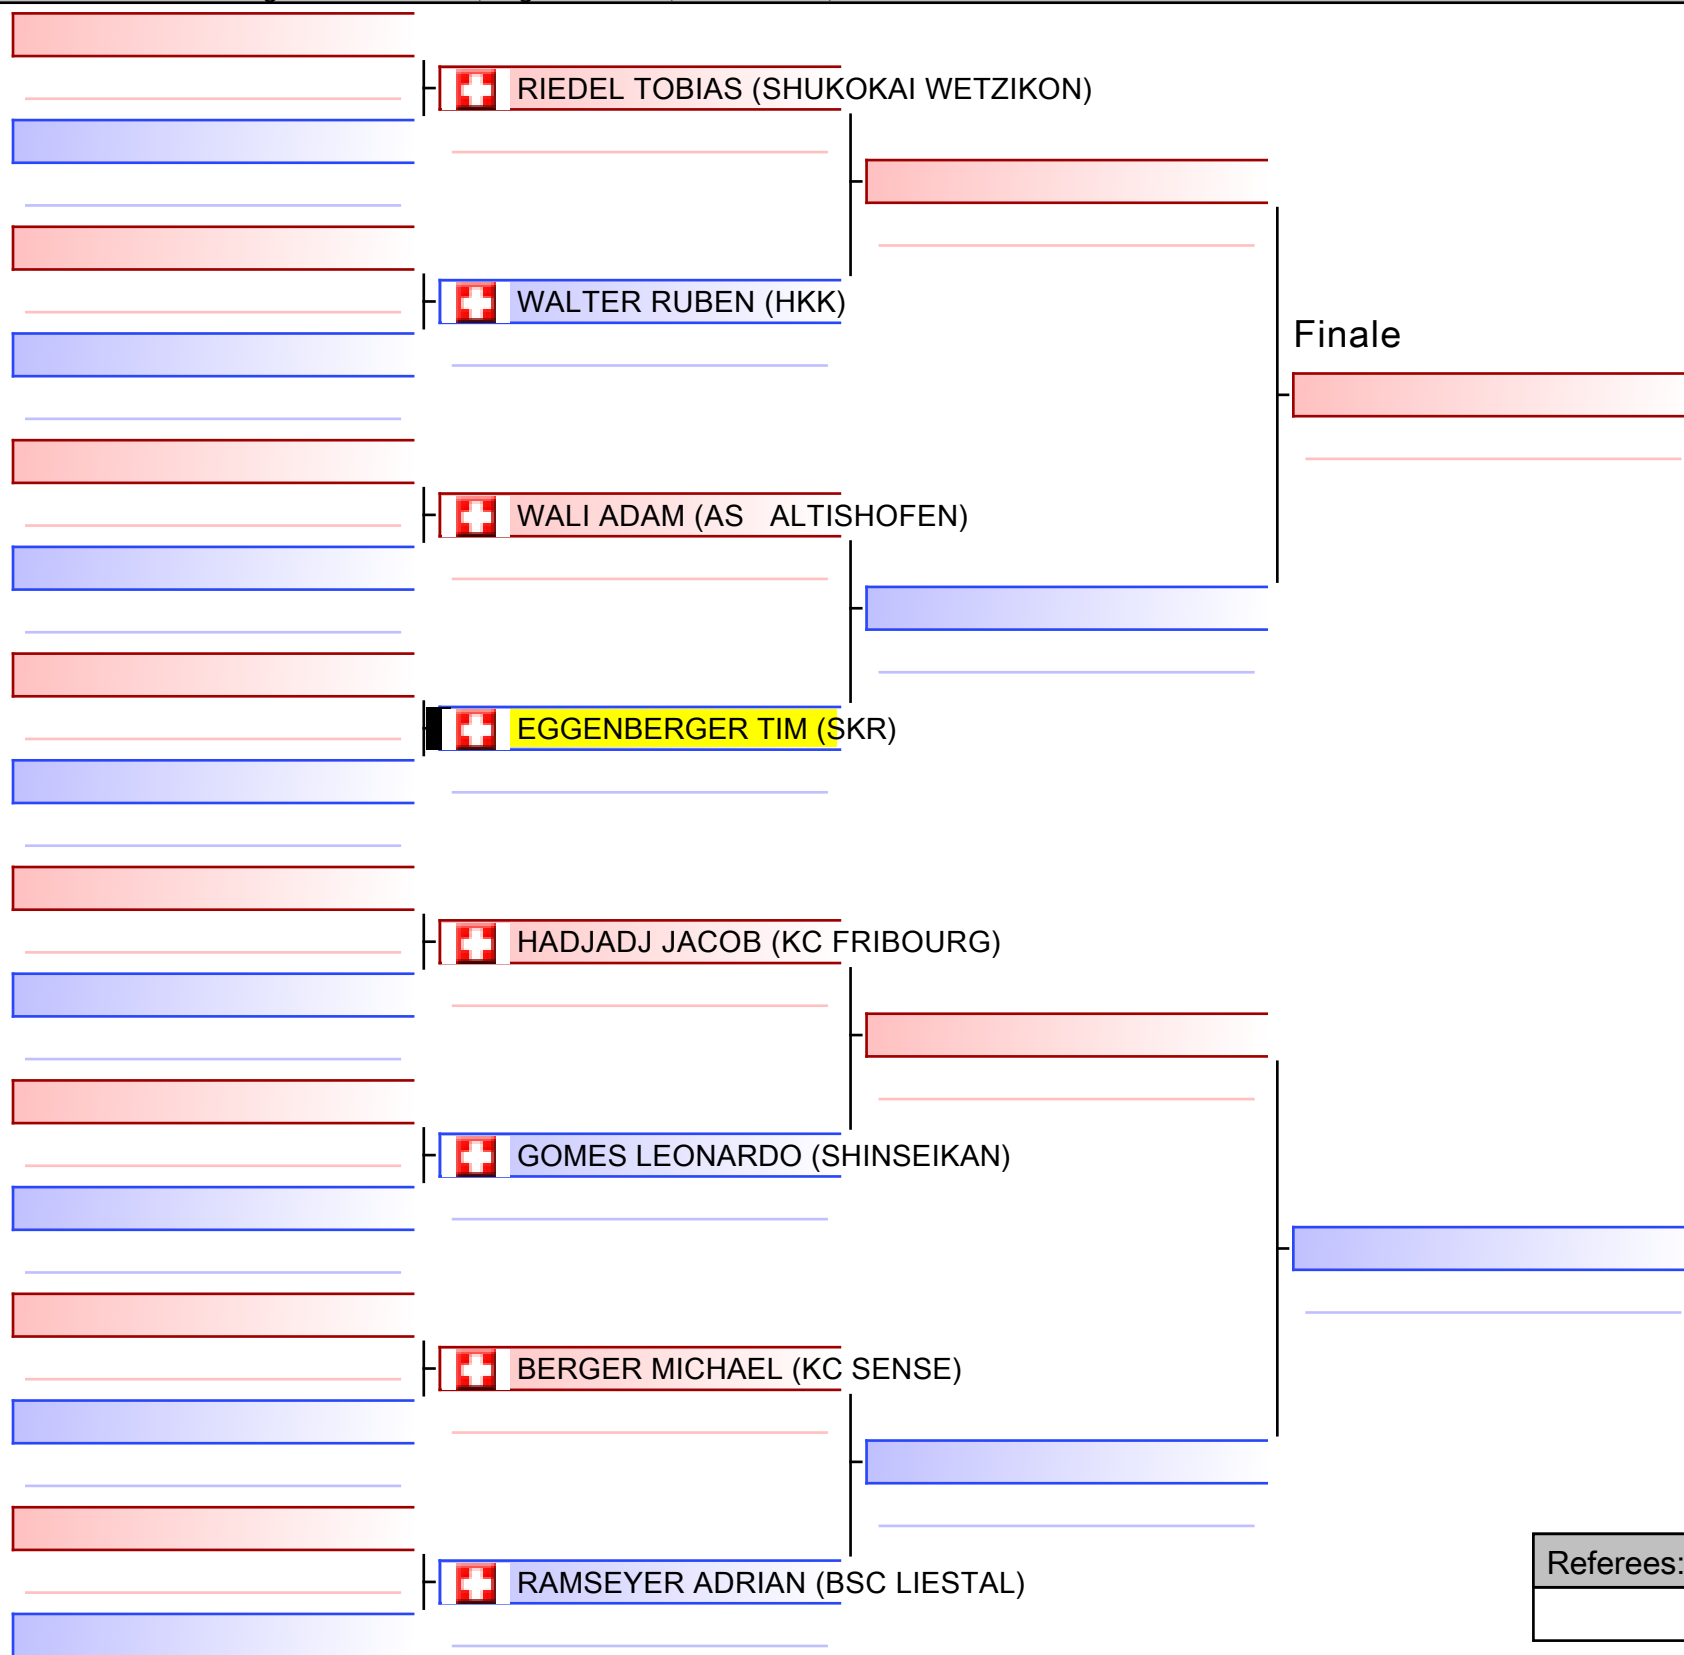 RIEDEL TOBIAS (SHUKOKAI WETZIKON)
WALTER RUBEN (HKK)
Finale
WALI ADAM (AS   ALTISHOFEN)
EGGENBERGER TIM (SKR)
HADJADJ JACOB (KC FRIBOURG)
GOMES LEONARDO (SHINSEIKAN)
BERGER MICHAEL (KC SENSE)
Referees:
RAMSEYER ADRIAN (BSC LIESTAL)